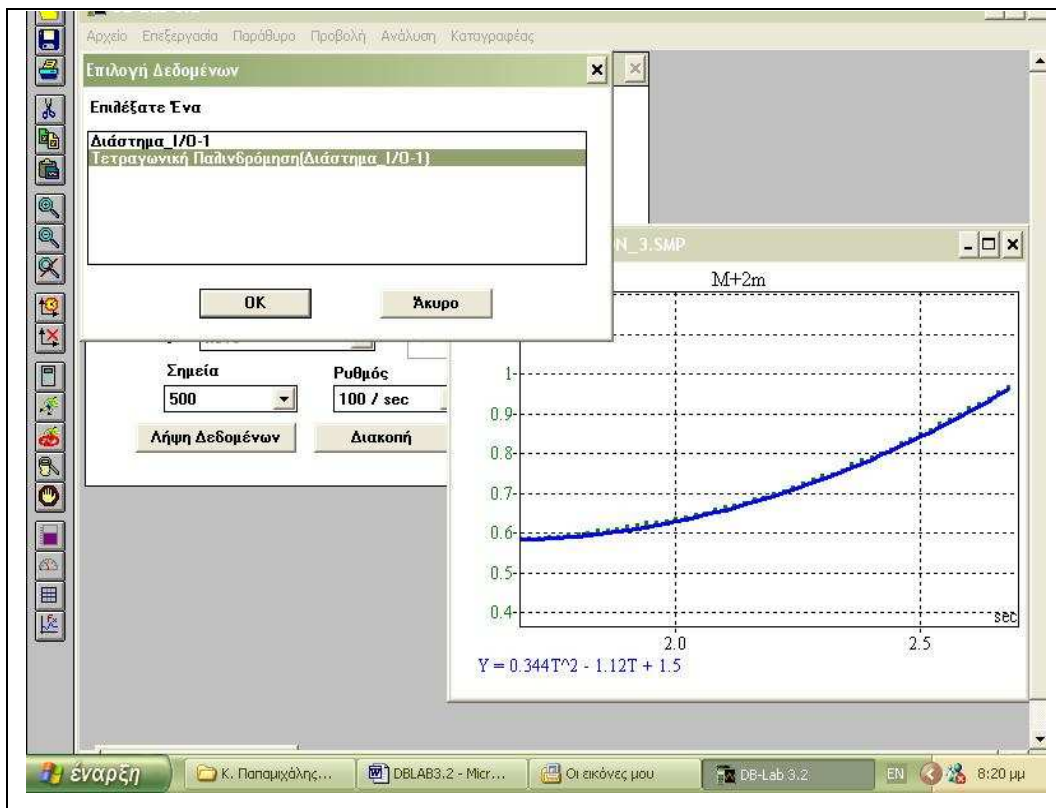 Αρχείο Επεξεργασία Παράθυρο Προβολή Ανάλυση Καταγραφέας
Επιλογή Δεδομένων
Επιλέξατε Ένα
Διάστημα_I/O-1
Τετραγωνική Παλινδρόμηση(Διάστημα_I/O-1)
OK
Άκυρο
Σημεία
Ρυθμός
500
100 / sec
Λήψη Δεδομένων
Διακοπή
N_3.SMP
M+2m
1
0.9
0.8
0.7
0.6
0.5
0.4
sec
2.0
2.5
Y = 0.344T^2 - 1.12T + 1.5
έναρξη
Κ. Παπαμιχάλης...
DBLAB3.2 - Micr...
Οι εικόνες μου
DB-Lab 3.2
EN
8:20 μμ